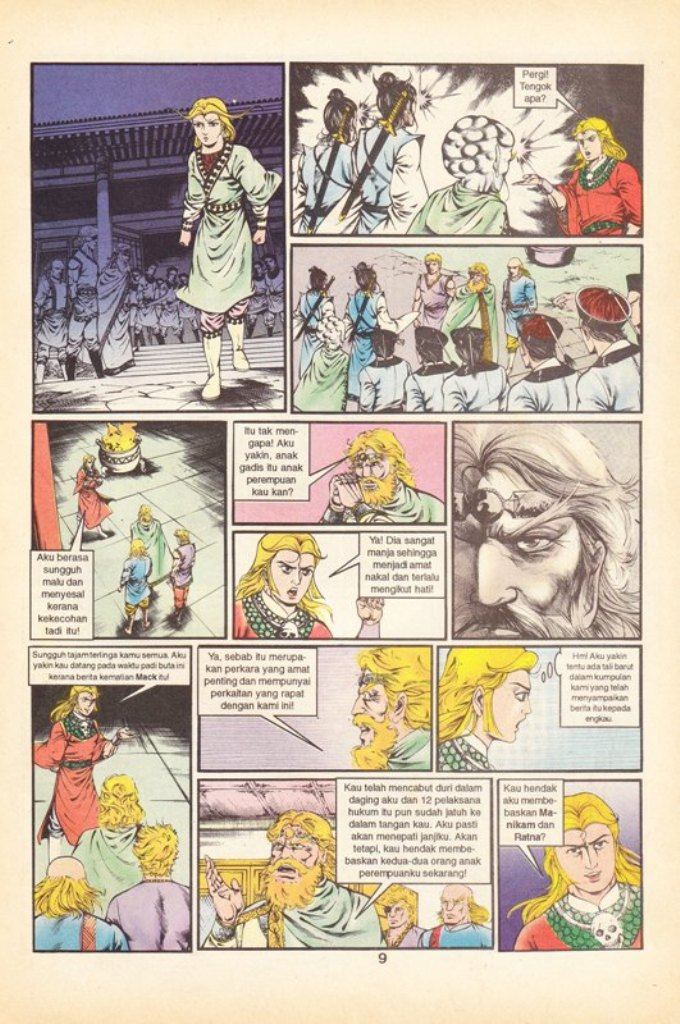 Pergi!
Tengok
apa?
Aku berasa
sungguh
malu dan
menyesal
kerana
kekecohan
tadi itu!
Itu tak men-
gapa! Aku
yakin, anak
gadis itu anak
perempuan
kau kan?
Ya! Dia sangat
manja sehingga
menjadi amat
nakal dan terlalu
mengikut hati!
Sungguh tajam terlinga kamu semua. Aku
yakin kau datang pada waktu padi buta ini
kerana berita kematian Mack itu!
Ya, sebab itu merupa-
kan perkara yang amat
penting dan mempunyai
perkaitan yang rapat
dengan kami ini!
Hm! Aku yakin
tentu ada tali barut
dalam kumpulan
kami yang telah
menyampaikan
berita itu kepada
engkau.
Kau telah mencabut duri dalam
daging aku dan 12 pelaksana
hukum itu pun sudah jatuh ke
dalam tangan kau. Aku pasti
akan menepati janjiku. Akan
tetapi, kau hendak membe-
baskan kedua-dua orang anak
perempuanku sekarang!
Kau hendak
aku membe-
baskan Ma-
nikam dan
Ratna?
9